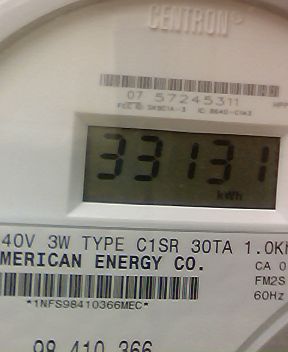 CENTRON®
07 57245311
33131
kWh
40V 3W TYPE C1SR 30TA 1.0K
MERICAN ENERGY CO.
CA 0
FM2S
60Hz
*1NFS98410366MEC*
98 410 366